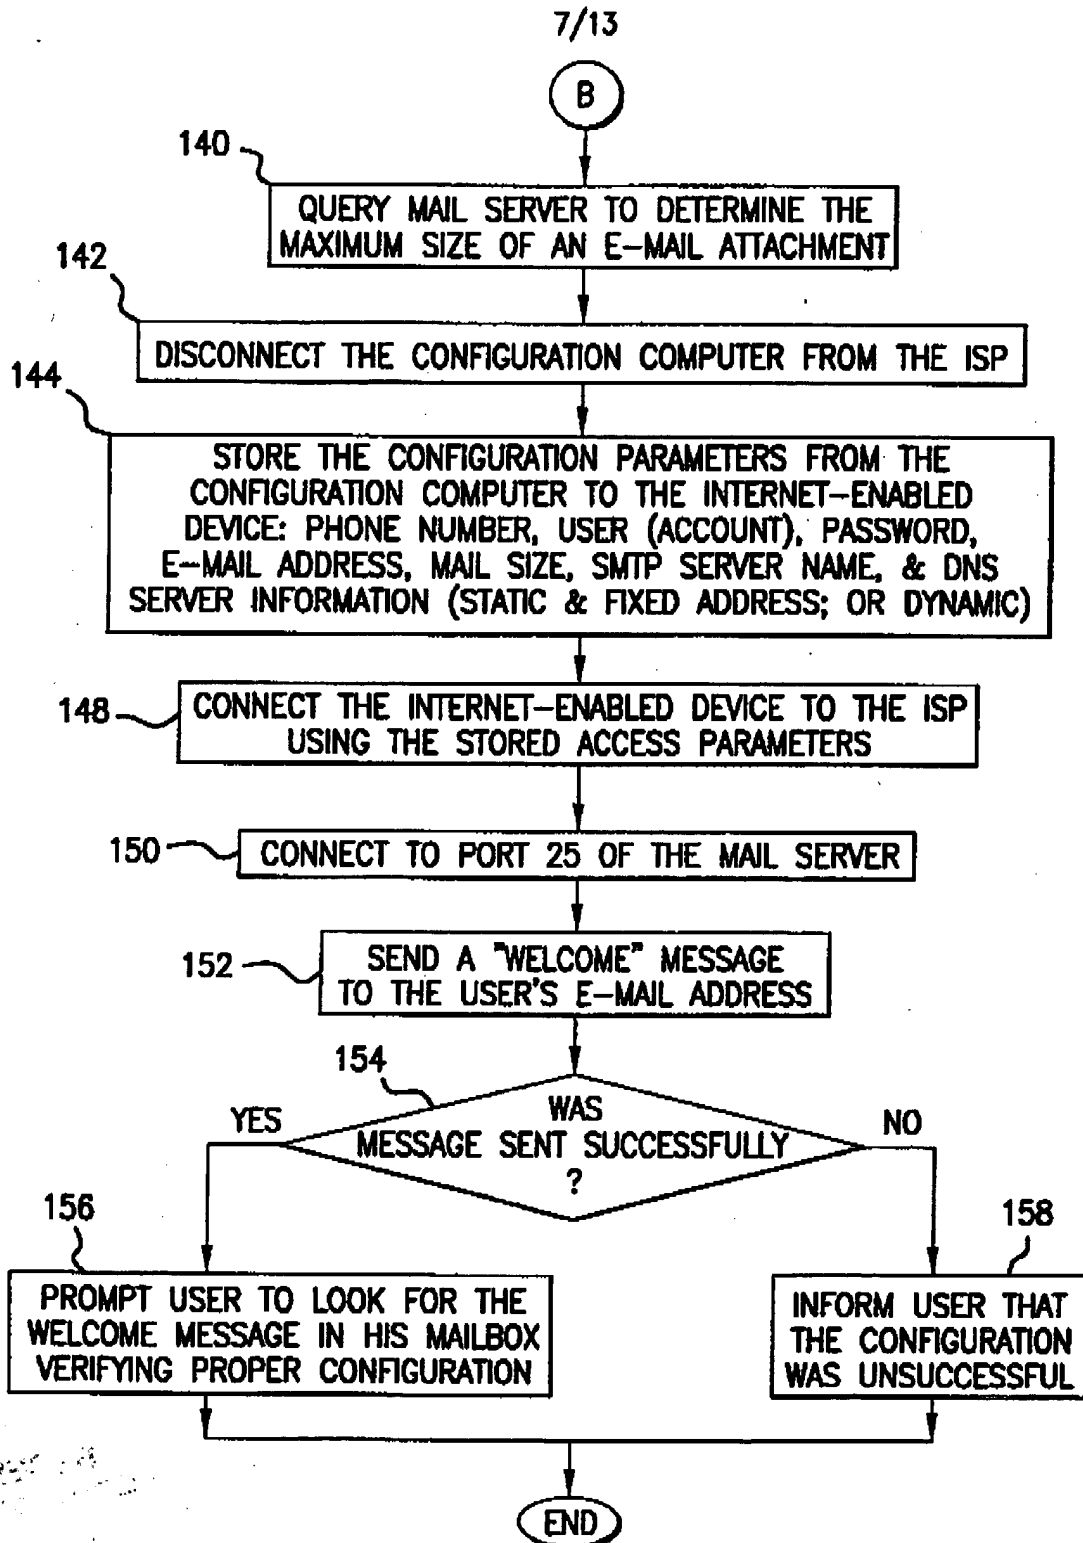 7/13
B
140
QUERY MAIL SERVER TO DETERMINE THE
MAXIMUM SIZE OF AN E-MAIL ATTACHMENT
142
DISCONNECT THE CONFIGURATION COMPUTER FROM THE ISP
144
STORE THE CONFIGURATION PARAMETERS FROM THE
CONFIGURATION COMPUTER TO THE INTERNET-ENABLED
DEVICE: PHONE NUMBER, USER (ACCOUNT), PASSWORD,
E-MAIL ADDRESS, MAIL SIZE, SMTP SERVER NAME, & DNS
SERVER INFORMATION (STATIC & FIXED ADDRESS; OR DYNAMIC)
148
CONNECT THE INTERNET-ENABLED DEVICE TO THE ISP
USING THE STORED ACCESS PARAMETERS
150
CONNECT TO PORT 25 OF THE MAIL SERVER
152
SEND A "WELCOME" MESSAGE
TO THE USER'S E-MAIL ADDRESS
154
WAS
MESSAGE SENT SUCCESSFULLY
?
YES
NO
156
PROMPT USER TO LOOK FOR THE
WELCOME MESSAGE IN HIS MAILBOX
VERIFYING PROPER CONFIGURATION
158
INFORM USER THAT
THE CONFIGURATION
WAS UNSUCCESSFUL
END